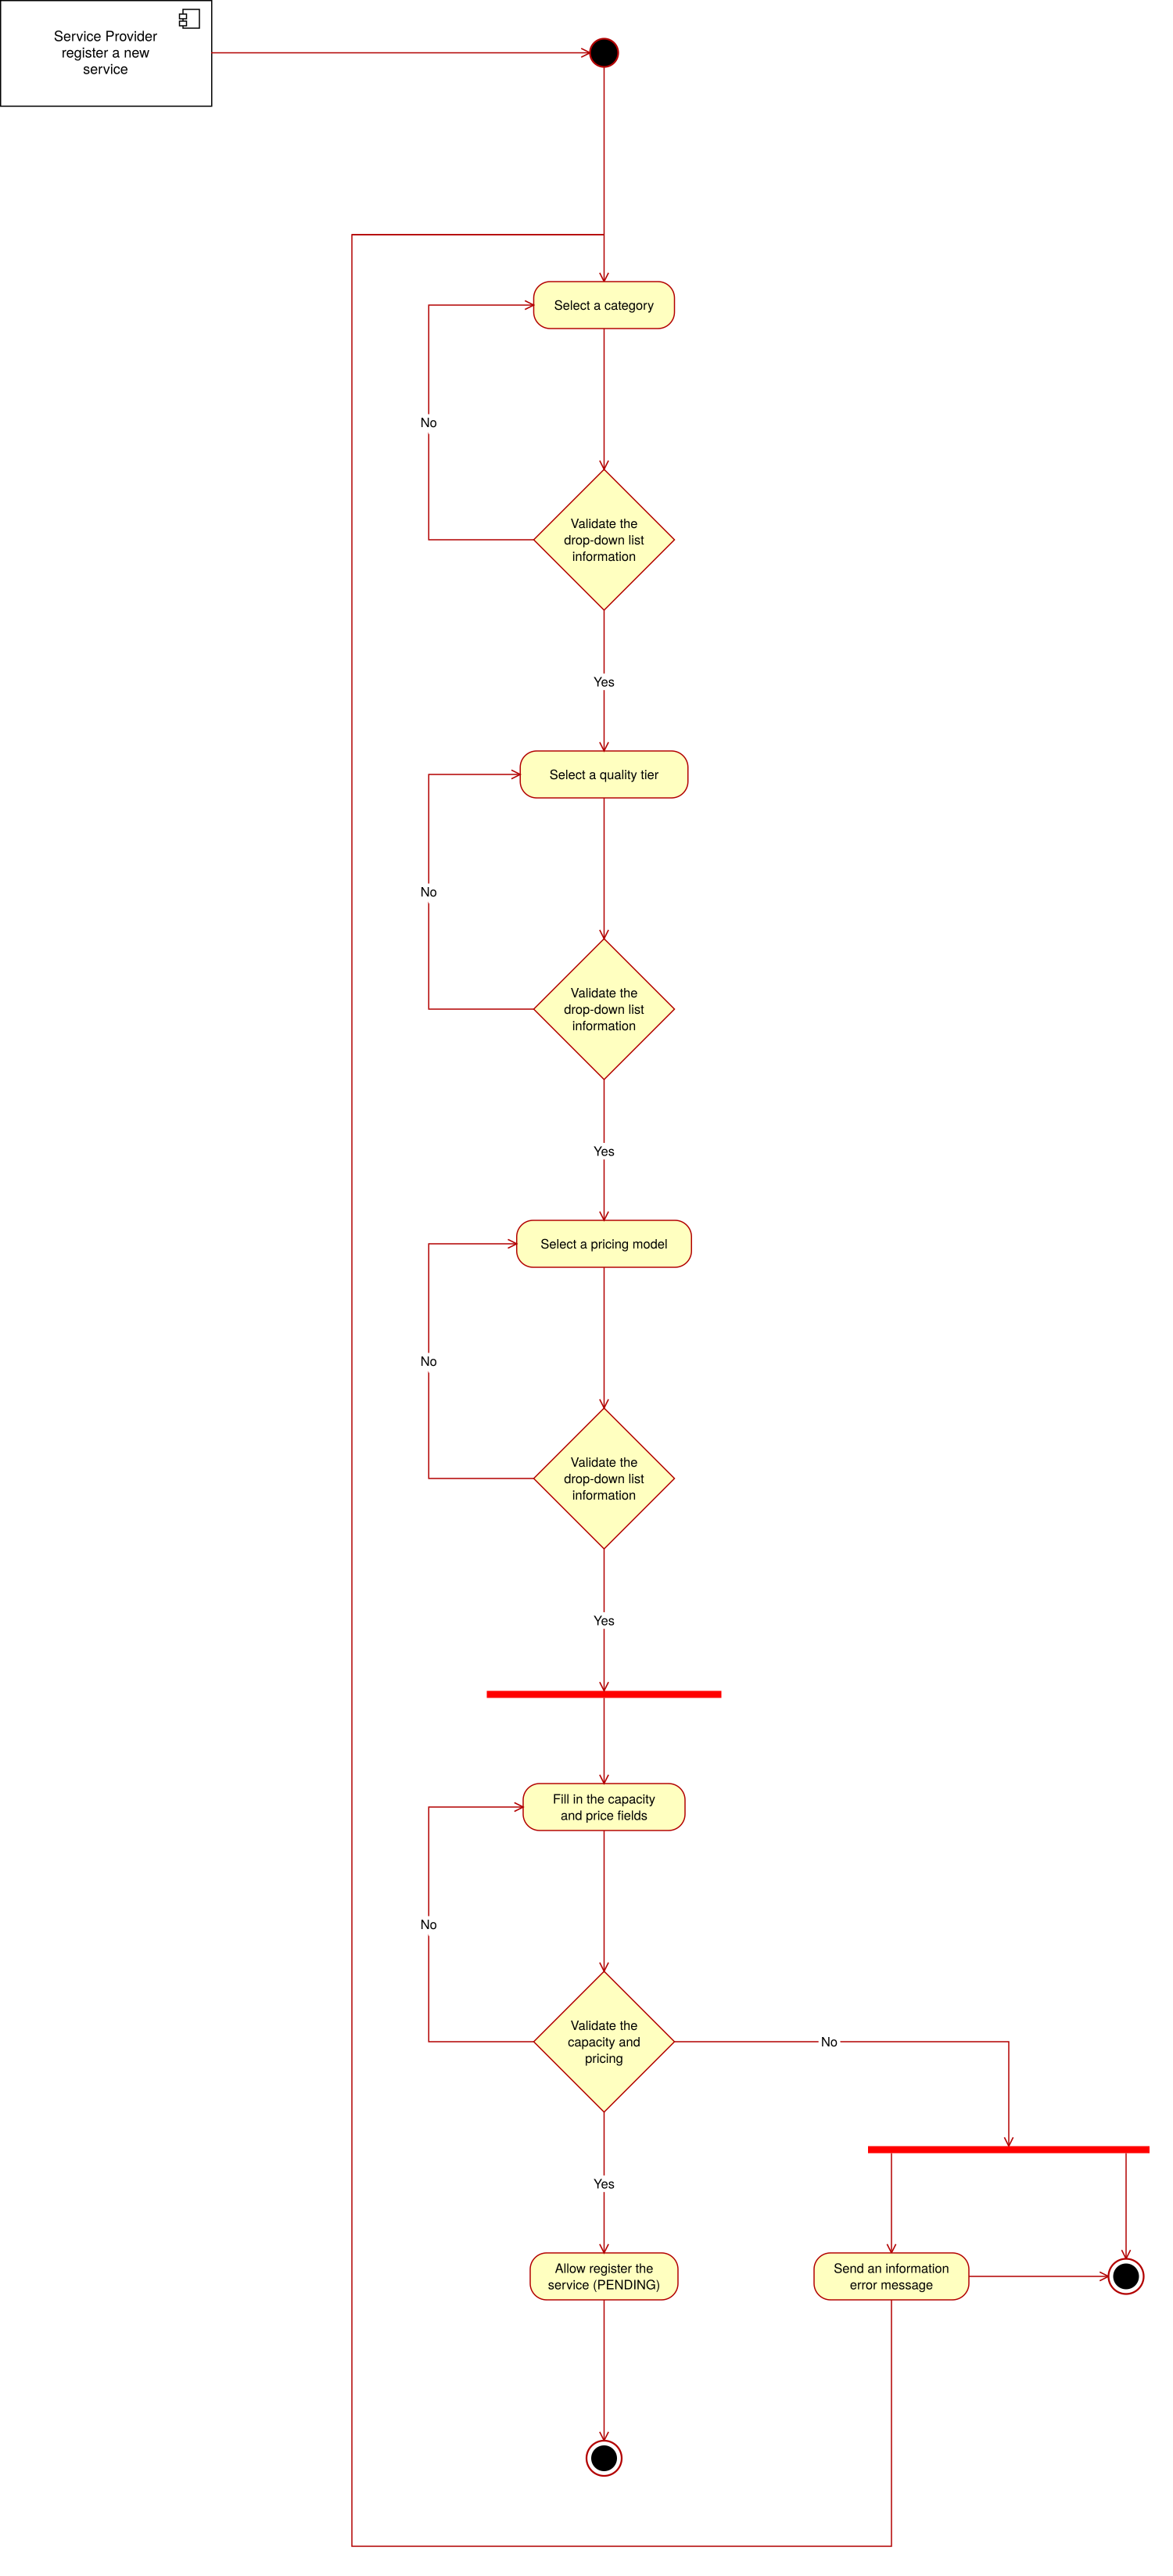 Service Provider
register a new
service
Select a category
No
Validate the
drop-down list
information
Yes
Select a quality tier
No
Validate the
drop-down list
information
Yes
Select a pricing model
No
Validate the
drop-down list
information
Yes
Fill in the capacity
and price fields
No
Validate the
capacity and
pricing
No
Yes
Allow register the
service (PENDING)
Send an information
error message